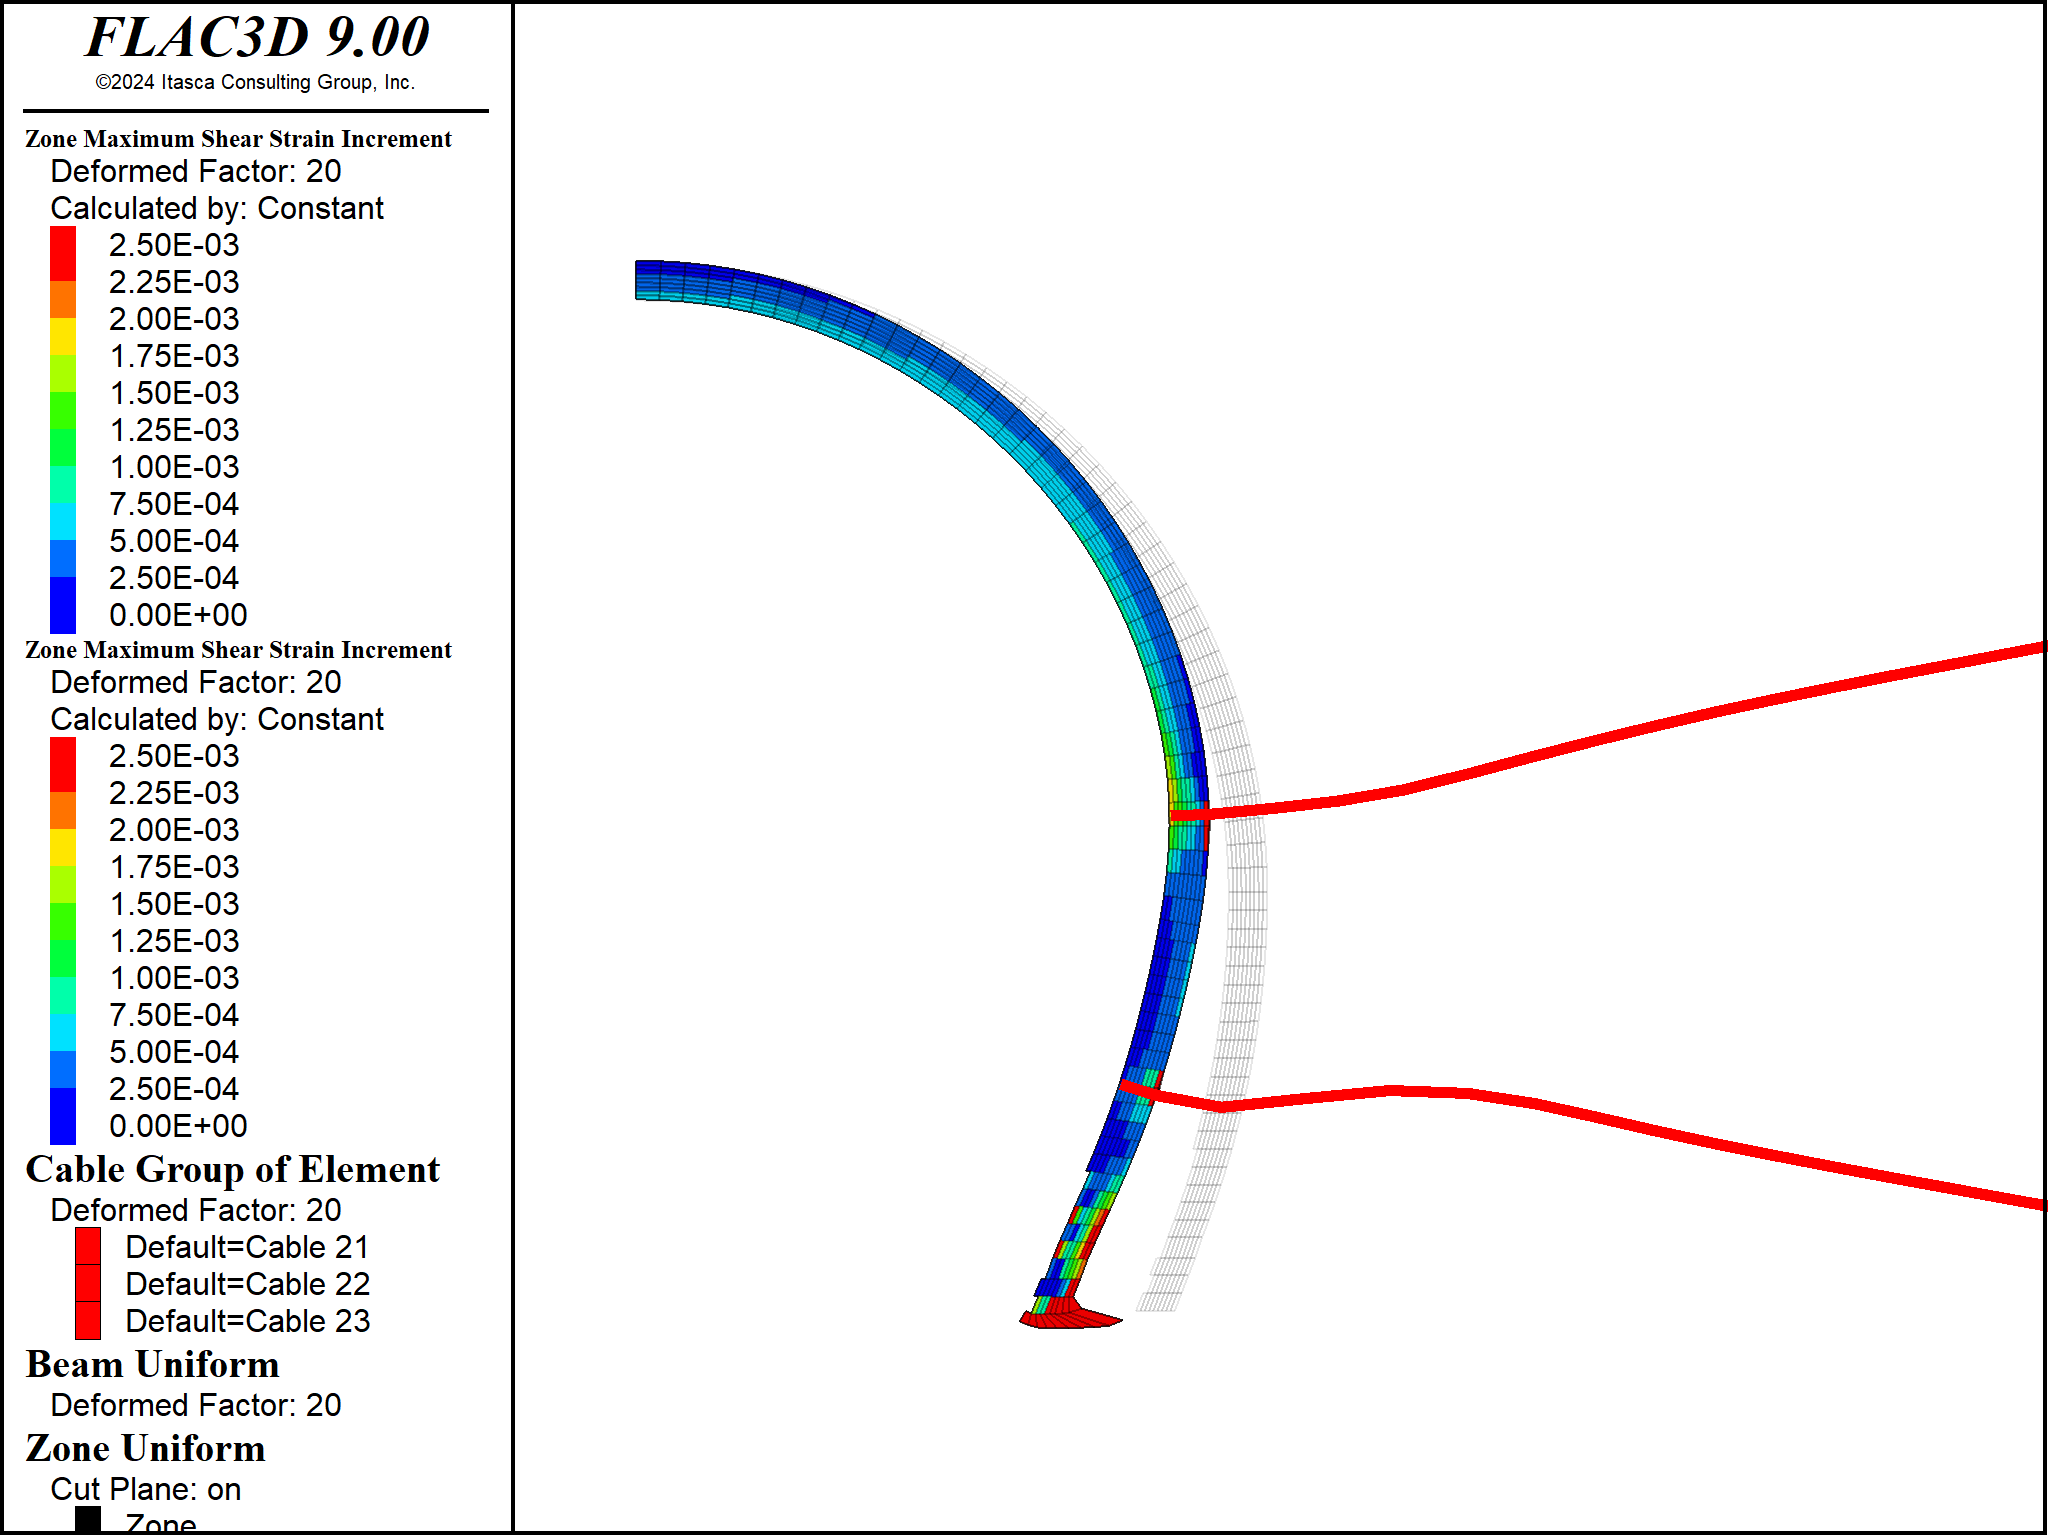 FLAC3D 9.00
©2024 Itasca Consulting Group, Inc.
Zone Maximum Shear Strain Increment
Deformed Factor: 20
Calculated by: Constant
2.50E-03
2.25E-03
2.00E-03
1.75E-03
1.50E-03
1.25E-03
1.00E-03
7.50E-04
5.00E-04
2.50E-04
0.00E+00
Zone Maximum Shear Strain Increment
Deformed Factor: 20
Calculated by: Constant
2.50E-03
2.25E-03
2.00E-03
1.75E-03
1.50E-03
1.25E-03
1.00E-03
7.50E-04
5.00E-04
2.50E-04
0.00E+00
Cable Group of Element
Deformed Factor: 20
Default=Cable 21
Default=Cable 22
Default=Cable 23
Beam Uniform
Deformed Factor: 20
Zone Uniform
Cut Plane: on
Zone